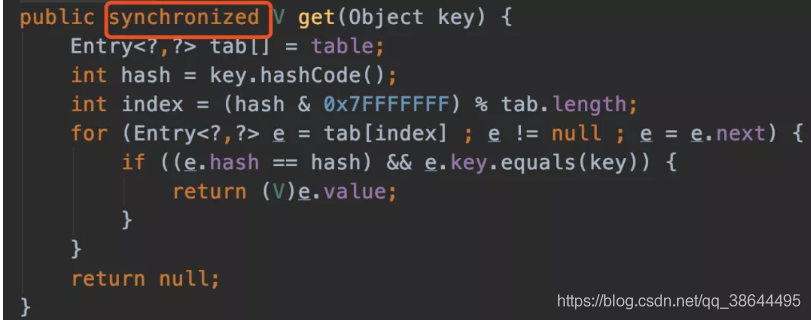 public synchronized V get(Object key) {
    Entry<?,?> tab[] = table;
    int hash = key.hashCode();
    int index = (hash & 0x7FFFFFFF) % tab.length;
    for (Entry<?,?> e = tab[index] ; e != null ; e = e.next) {
        if ((e.hash == hash) && e.key.equals(key)) {
            return (V)e.value;
        }
    }
    return null;
}
https://blog.csdn.net/qq_38644495